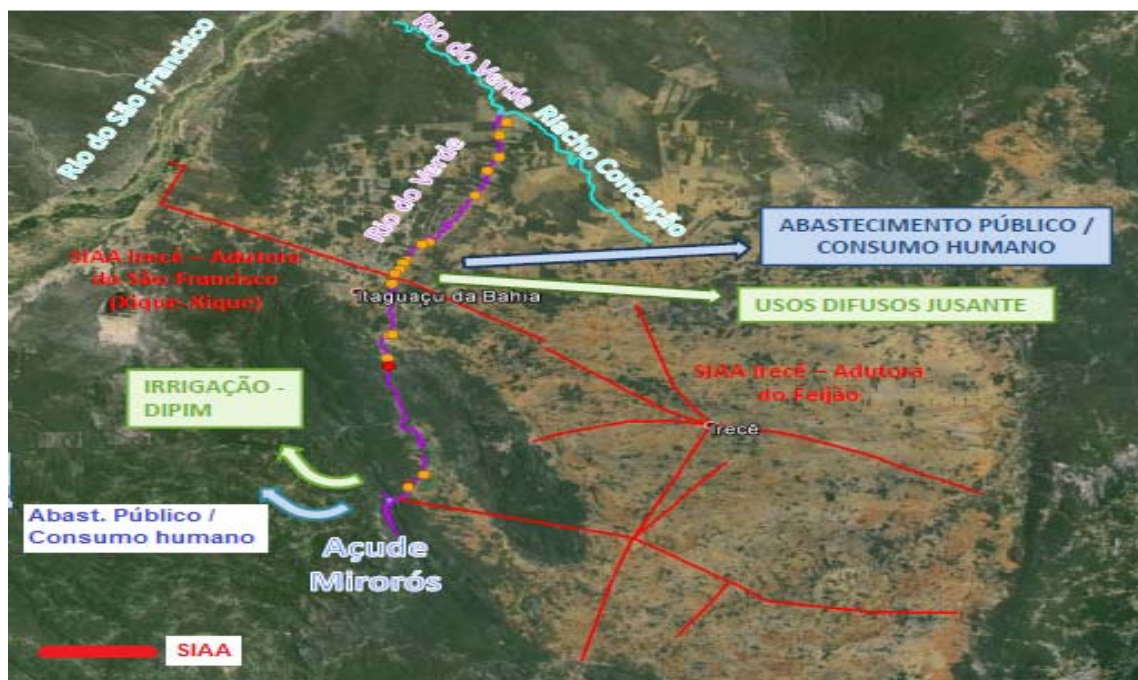 Rio do São Francisco
Rio do Verde
Riacho Conceição
Rio do Verde
ABASTECIMENTO PÚBLICO /
CONSUMO HUMANO
SIAA Irecê – Adutora
do São Francisco
(Xique-Xique)
Itaguaçu da Bahia
USOS DIFUSOS JUSANTE
IRRIGAÇÃO -
DIPIM
SIAA Irecê – Adutora
do Feijão
Irecê
Abast. Público /
Consumo humano
Açude
Mirorós
SIAA